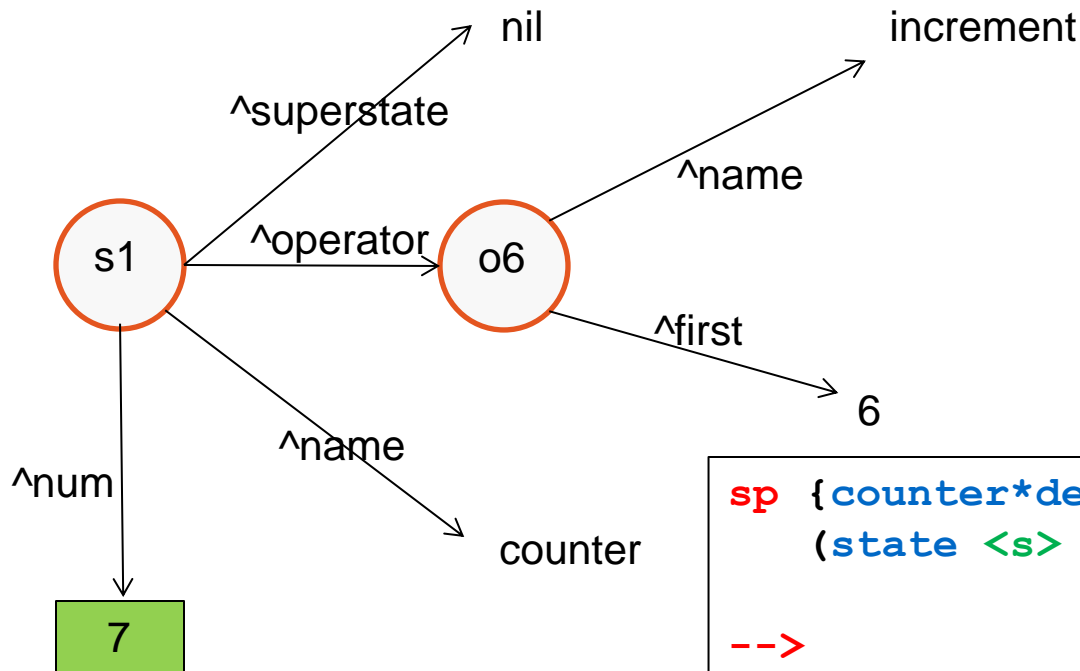 nil
increment
^superstate
^name
s1
^operator
o6
^first
6
^name
^num
counter
7
sp {counter*de
(state <s>
-->